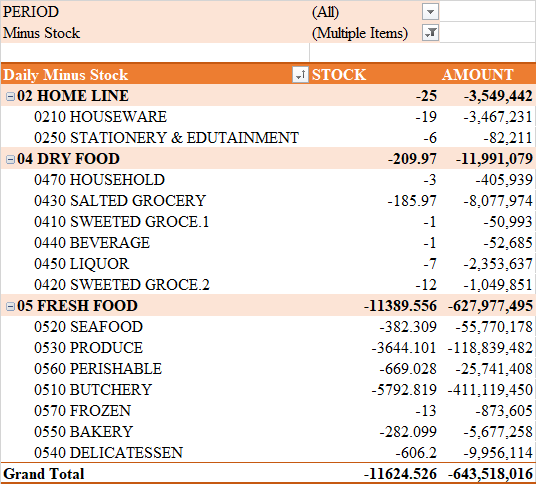 PERIOD (All)
Minus Stock (Multiple Items)
Daily Minus Stock STOCK AMOUNT
02 HOME LINE -25 -3,549,442
0210 HOUSEWARE -19 -3,467,231
0250 STATIONERY & EDUTAINMENT -6 -82,211
04 DRY FOOD -209.97 -11,991,079
0470 HOUSEHOLD -3 -405,939
0430 SALTED GROCERY -185.97 -8,077,974
0410 SWEETED GROCE.1 -1 -50,993
0440 BEVERAGE -1 -52,685
0450 LIQUOR -7 -2,353,637
0420 SWEETED GROCE.2 -12 -1,049,851
05 FRESH FOOD -11389.556 -627,977,495
0520 SEAFOOD -382.309 -55,770,178
0530 PRODUCE -3644.101 -118,839,482
0560 PERISHABLE -669.028 -25,741,408
0510 BUTCHERY -5792.819 -411,119,450
0570 FROZEN -13 -873,605
0550 BAKERY -282.099 -5,677,258
0540 DELICATESSEN -606.2 -9,956,114
Grand Total -11624.526 -643,518,016